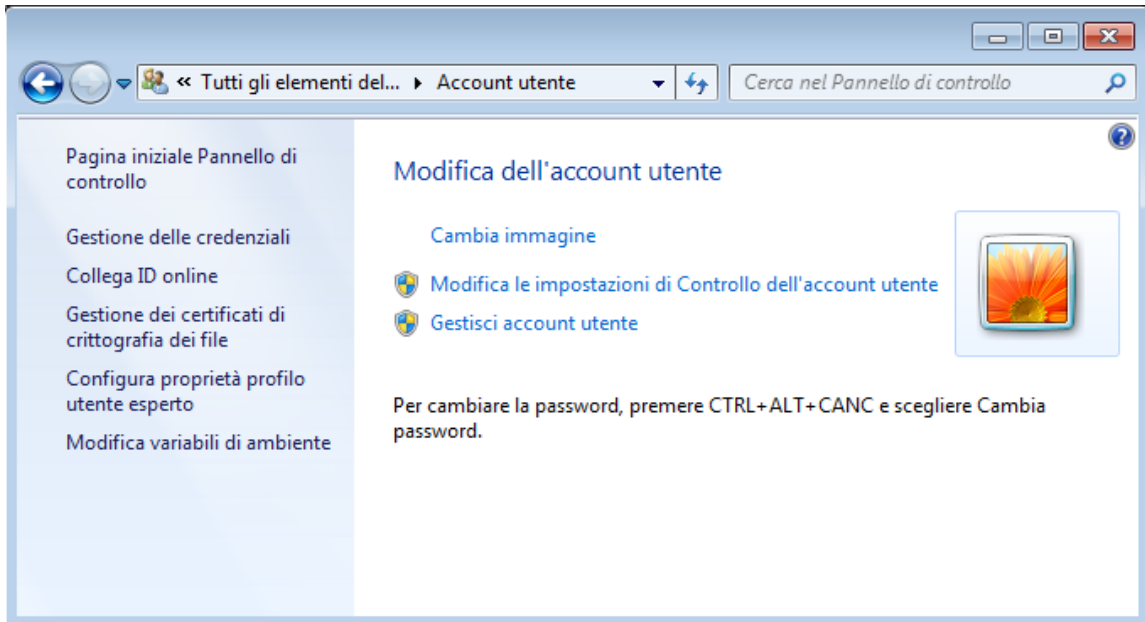 « Tutti gli elementi del... Account utente
Cerca nel Pannello di controllo
Pagina iniziale Pannello di
controllo
Gestione delle credenziali
Collega ID online
Gestione dei certificati di
crittografia dei file
Configura proprietà profilo
utente esperto
Modifica variabili di ambiente
Modifica dell'account utente
Cambia immagine
Modifica le impostazioni di Controllo dell'account utente
Gestisci account utente
Per cambiare la password, premere CTRL+ALT+CANC e scegliere Cambia
password.